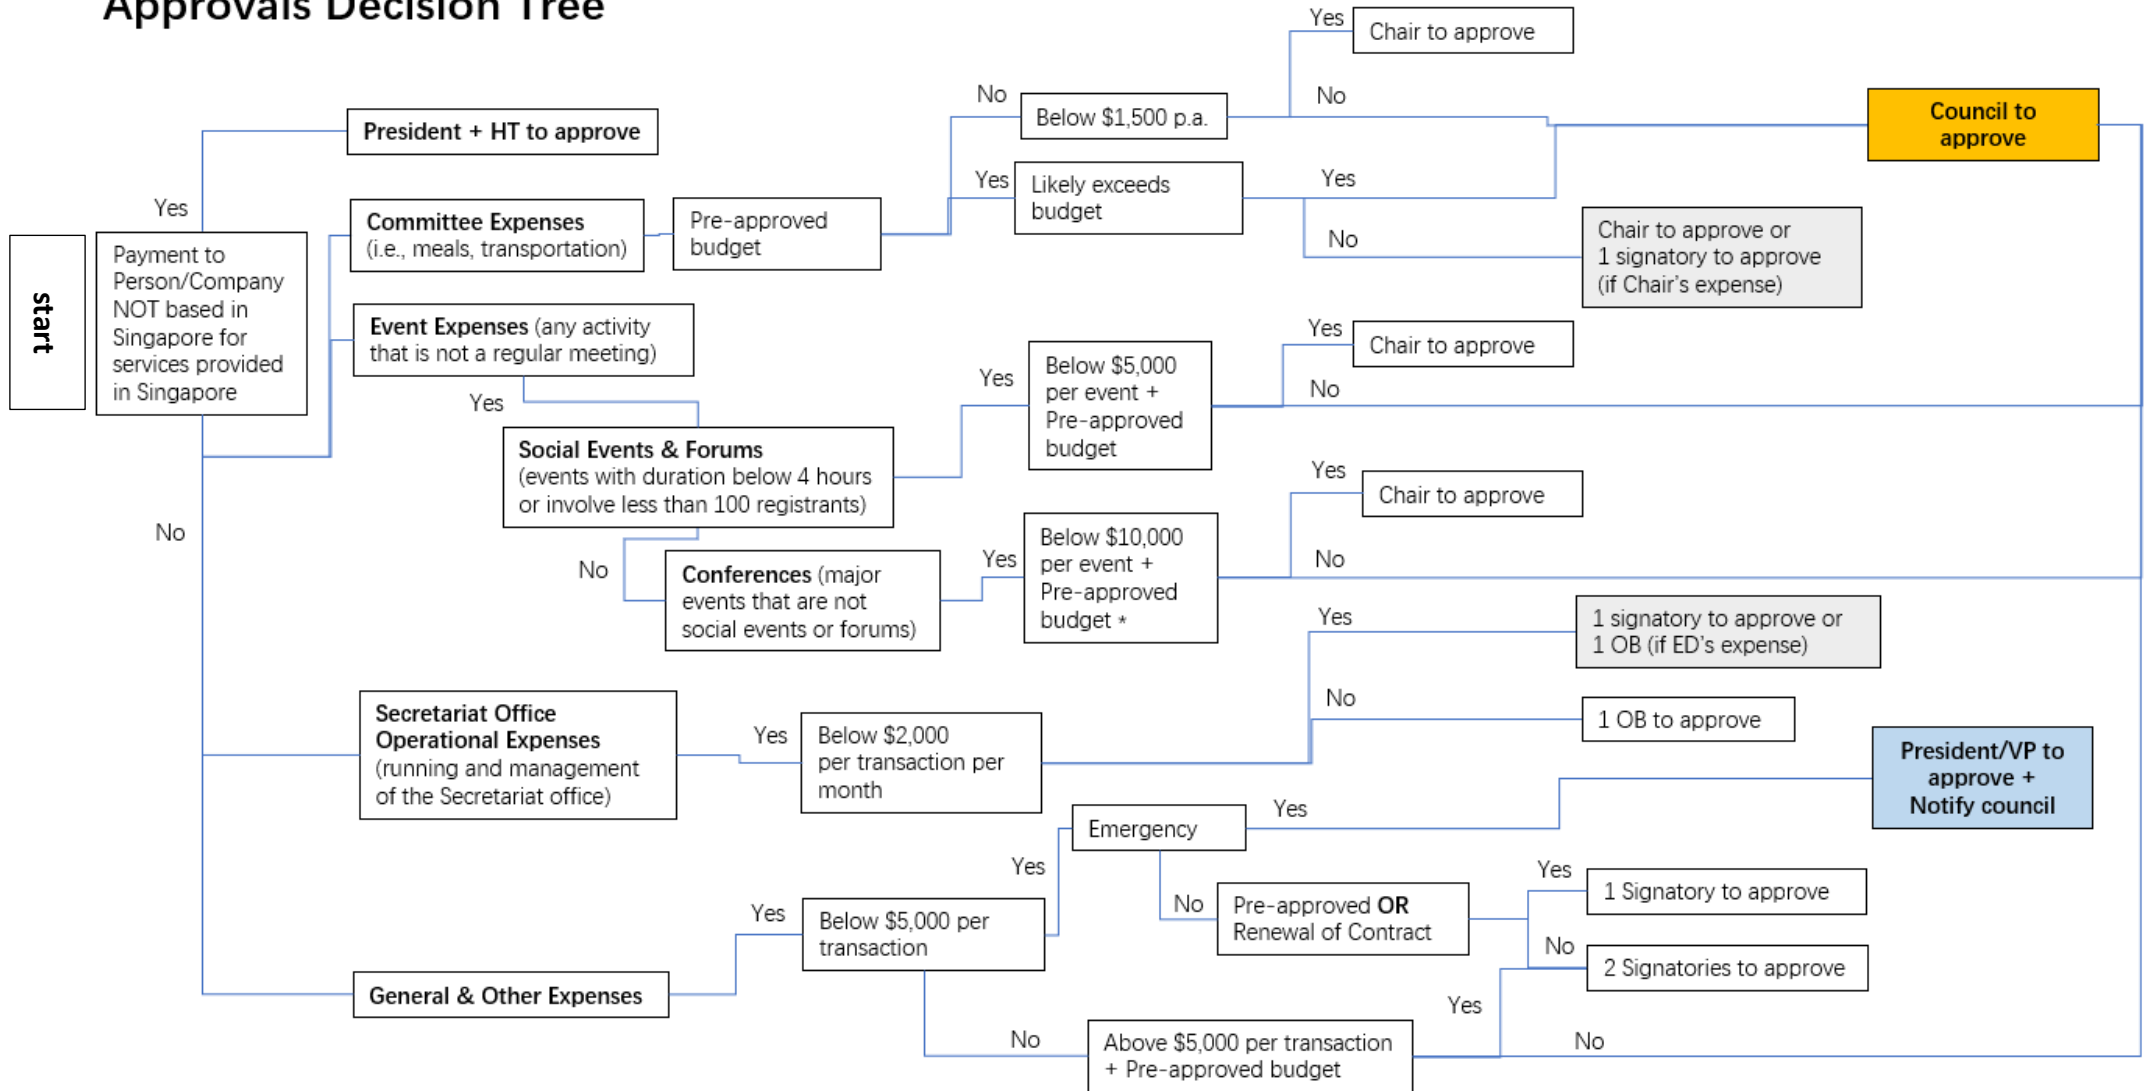 Approvals Decision Tree
start
Payment to
Person/Company
NOT based in
Singapore for
services provided
in Singapore
Yes
No
President + HT to approve
Committee Expenses
(i.e., meals, transportation)
Pre-approved
budget
No
Below $1,500 p.a.
Yes
Chair to approve
No
Yes
Likely exceeds
budget
Yes
No
Council to
approve
Chair to approve or
1 signatory to approve
(if Chair's expense)
Event Expenses (any activity
that is not a regular meeting)
Yes
Social Events & Forums
(events with duration below 4 hours
or involve less than 100 registrants)
Yes
Below $5,000
per event +
Pre-approved
budget
Yes
Chair to approve
No
No
Conferences (major
events that are not
social events or forums)
Yes
Below $10,000
per event +
Pre-approved
budget *
Yes
Chair to approve
No
Secretariat Office
Operational Expenses
(running and management
of the Secretariat office)
Yes
Below $2,000
per transaction per
month
Yes
1 signatory to approve or
1 OB (if ED's expense)
No
1 OB to approve
General & Other Expenses
Yes
Below $5,000 per
transaction
Yes
Emergency
Yes
President/VP to
approve +
Notify council
No
Pre-approved OR
Renewal of Contract
Yes
1 Signatory to approve
No
2 Signatories to approve
No
Above $5,000 per transaction
+ Pre-approved budget
Yes
No